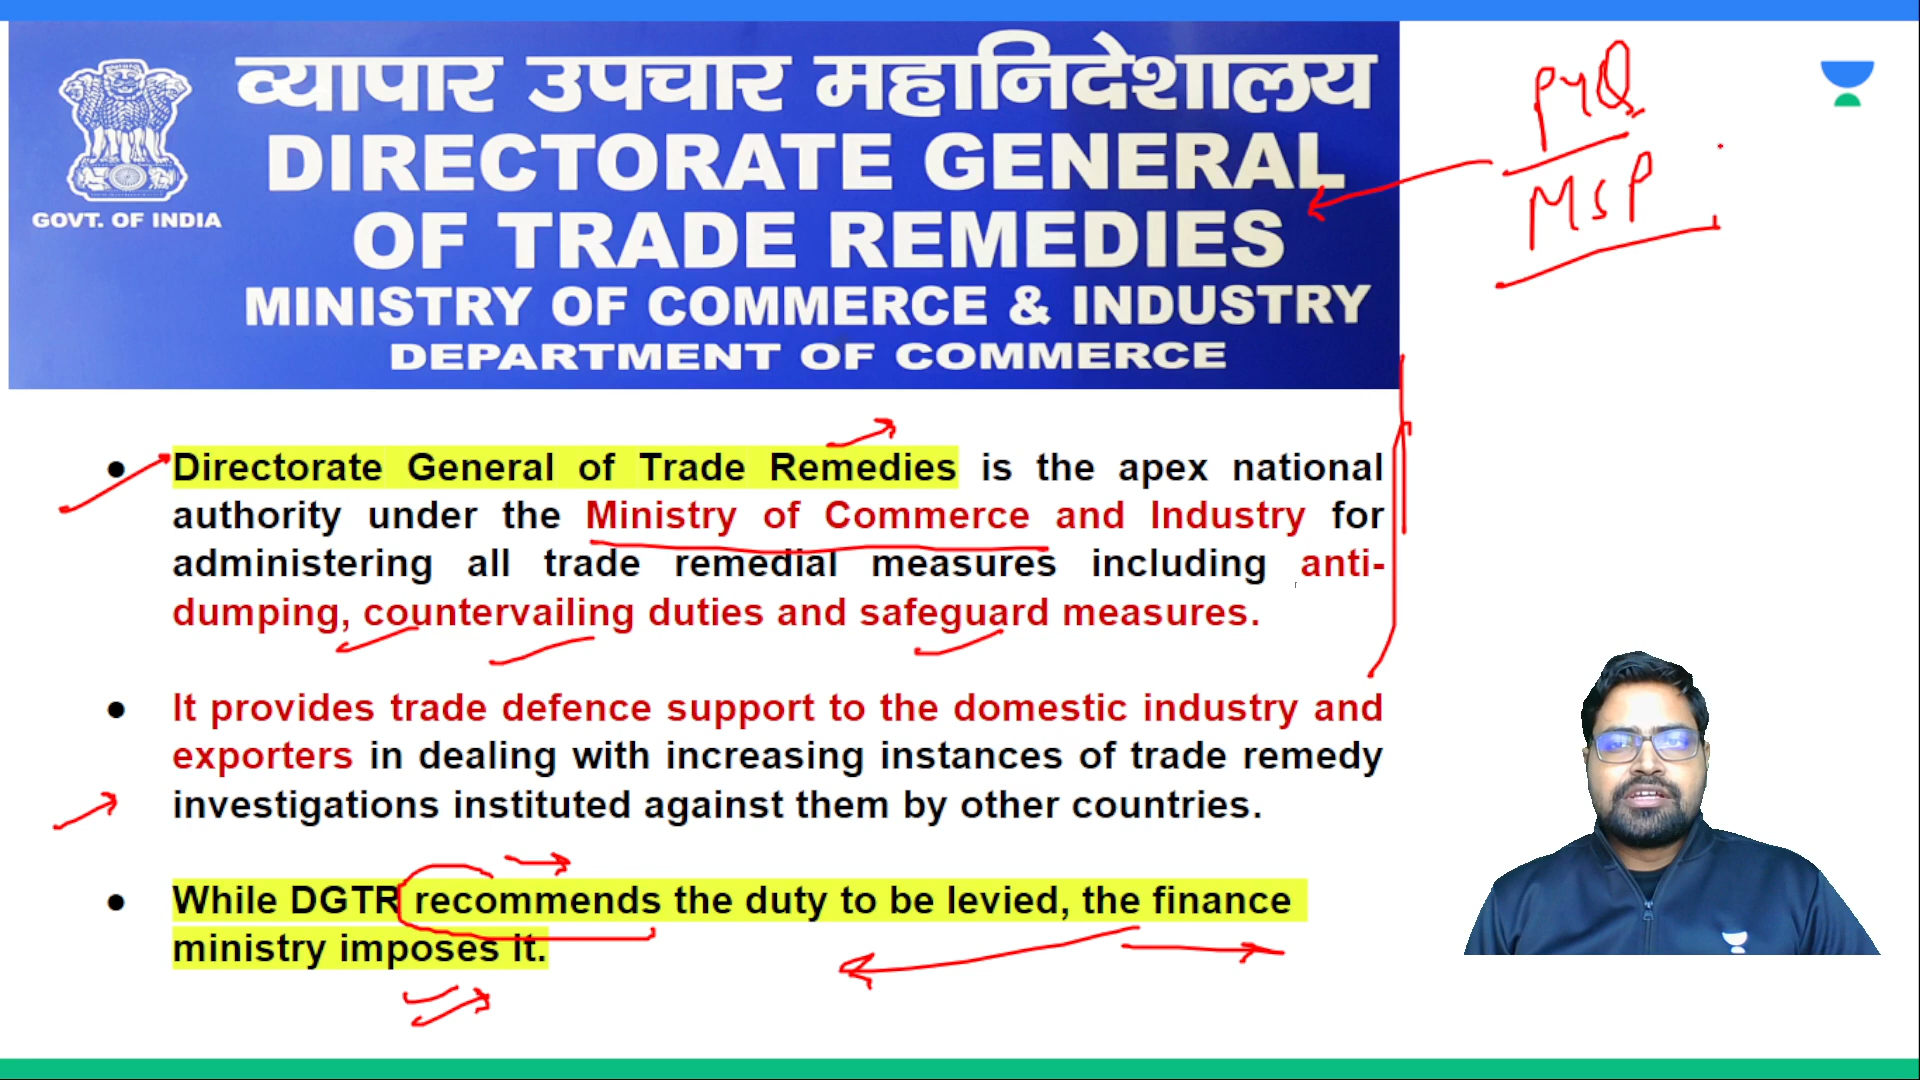 व्यापार उपचार महानिदेशालय
DIRECTORATE GENERAL
OF TRADE REMEDIES
MINISTRY OF COMMERCE & INDUSTRY
DEPARTMENT OF COMMERCE
GOVT. OF INDIA
PYQ
MSP
● Directorate General of Trade Remedies is the apex national
authority under the Ministry of Commerce and Industry for
administering all trade remedial measures including anti-
dumping, countervailing duties and safeguard measures.
● It provides trade defence support to the domestic industry and
exporters in dealing with increasing instances of trade remedy
investigations instituted against them by other countries.
● While DGTR recommends the duty to be levied, the finance
ministry imposes it.